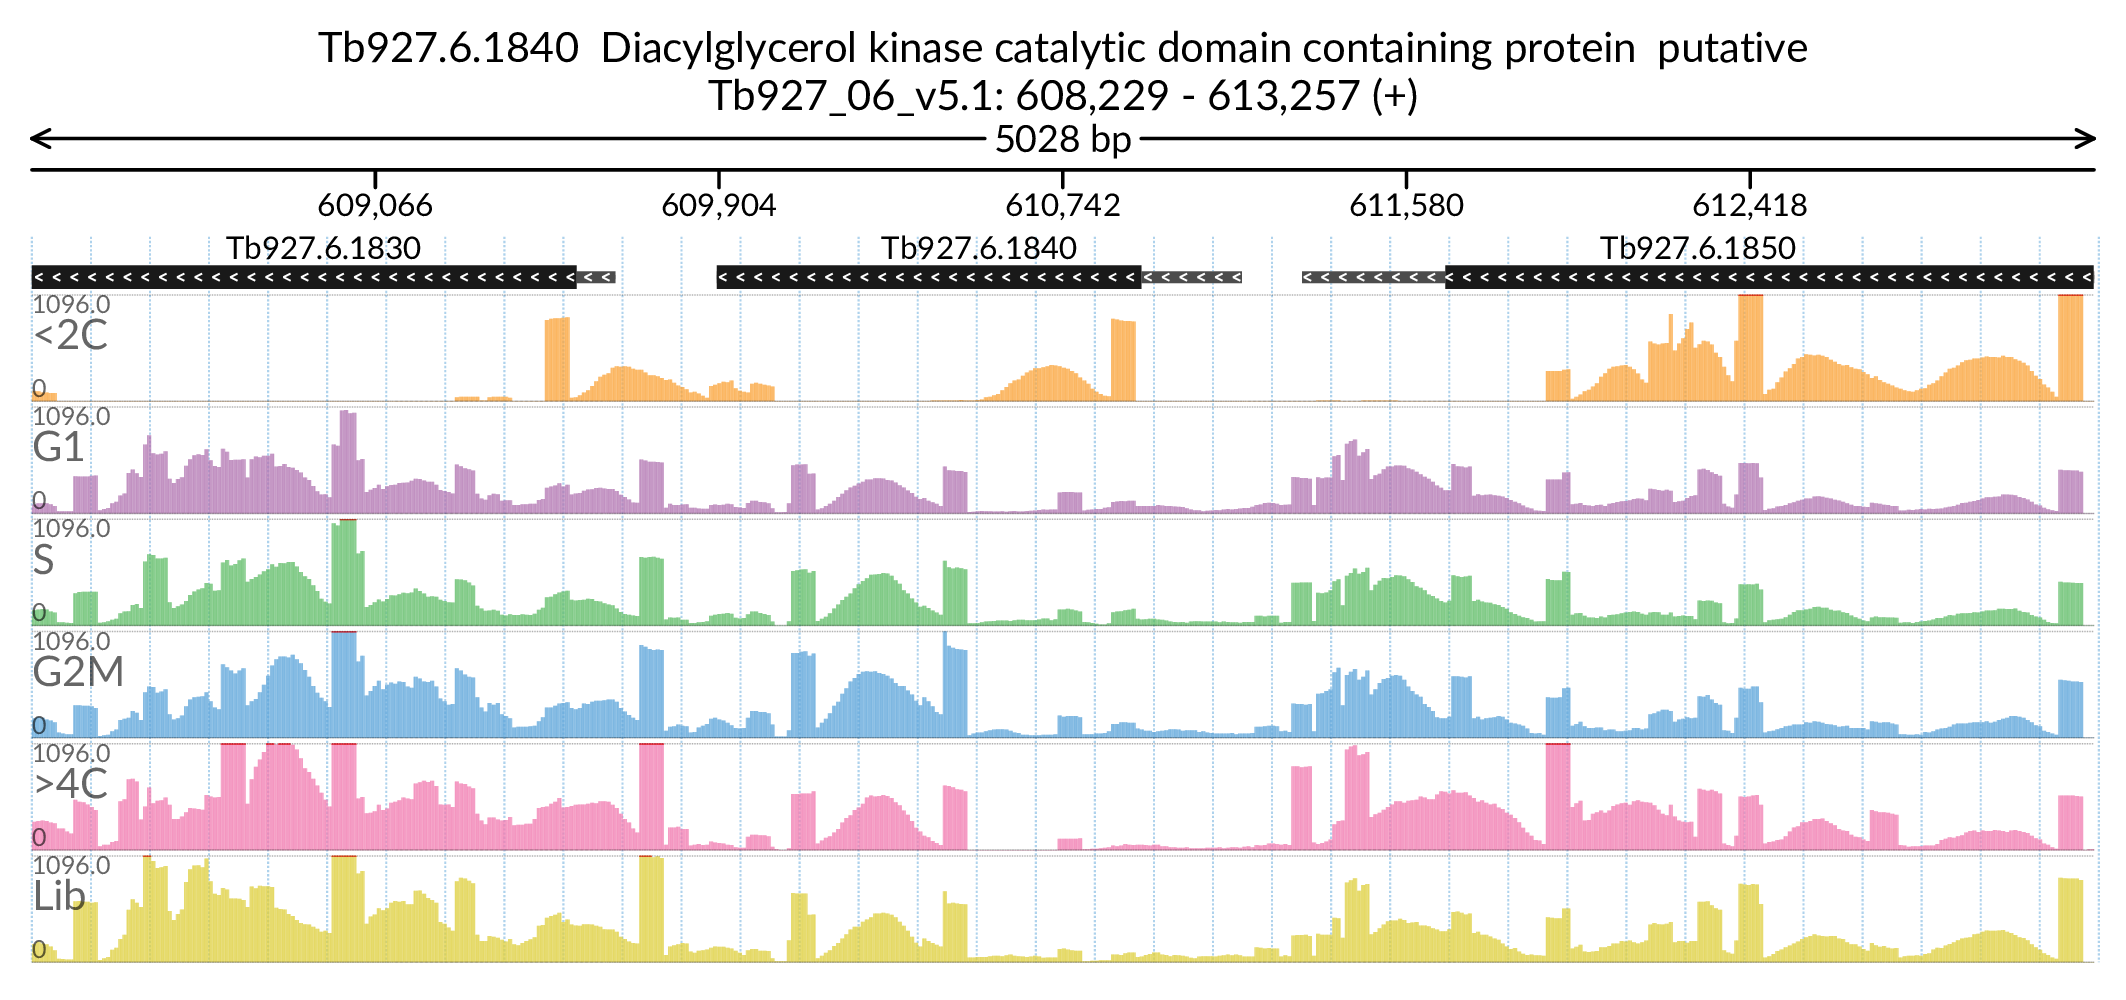 Tb927.6.1840 Diacylglycerol kinase catalytic domain containing protein putative
Tb927_06_v5.1: 608,229 - 613,257 (+)
5028 bp
609,066 609,904 610,742 611,580 612,418
Tb927.6.1830 Tb927.6.1840 Tb927.6.1850
1096.0
<2C
0
1096.0
G1
0
1096.0
S
0
1096.0
G2M
0
1096.0
>4C
0
1096.0
Lib
0